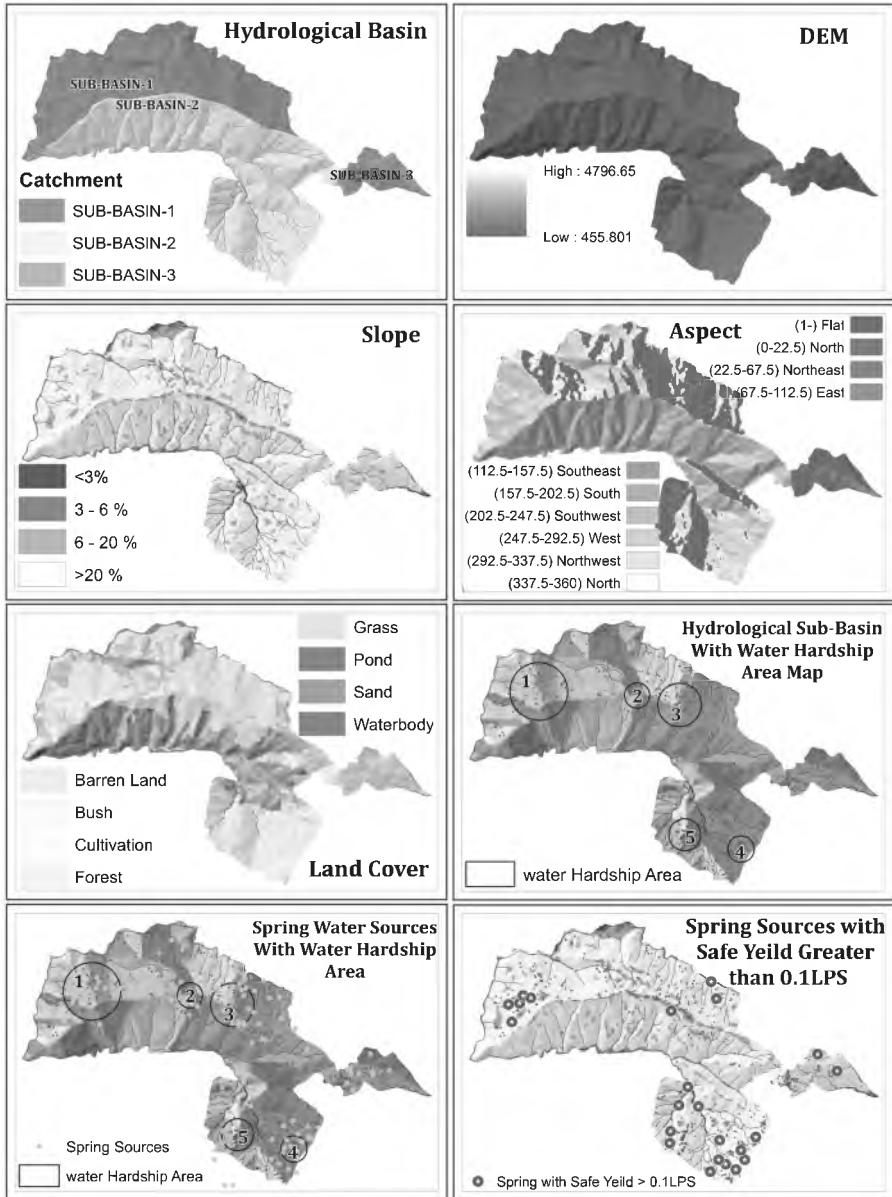 Hydrological Basin
SUB-BASIN-1
SUB-BASIN-2
SUB-BASIN-3
Catchment
SUB-BASIN-1
SUB-BASIN-2
SUB-BASIN-3
DEM
High : 4796.65
Low : 455.801
Slope
<3%
3 - 6 %
6 - 20 %
>20 %
Aspect
(1-) Flat
(0-22.5) North
(22.5-67.5) Northeast
(67.5-112.5) East
(112.5-157.5) Southeast
(157.5-202.5) South
(202.5-247.5) Southwest
(247.5-292.5) West
(292.5-337.5) Northwest
(337.5-360) North
Grass
Pond
Sand
Waterbody
Barren Land
Bush
Cultivation
Forest
Land Cover
Hydrological Sub-Basin
With Water Hardship
Area Map
1
2
3
5
4
water Hardship Area
Spring Water Sources
With Water Hardship
Area
1
2
3
5
4
Spring Sources
water Hardship Area
Spring Sources with
Safe Yeild Greater
than 0.1LPS
Spring with Safe Yeild > 0.1LPS